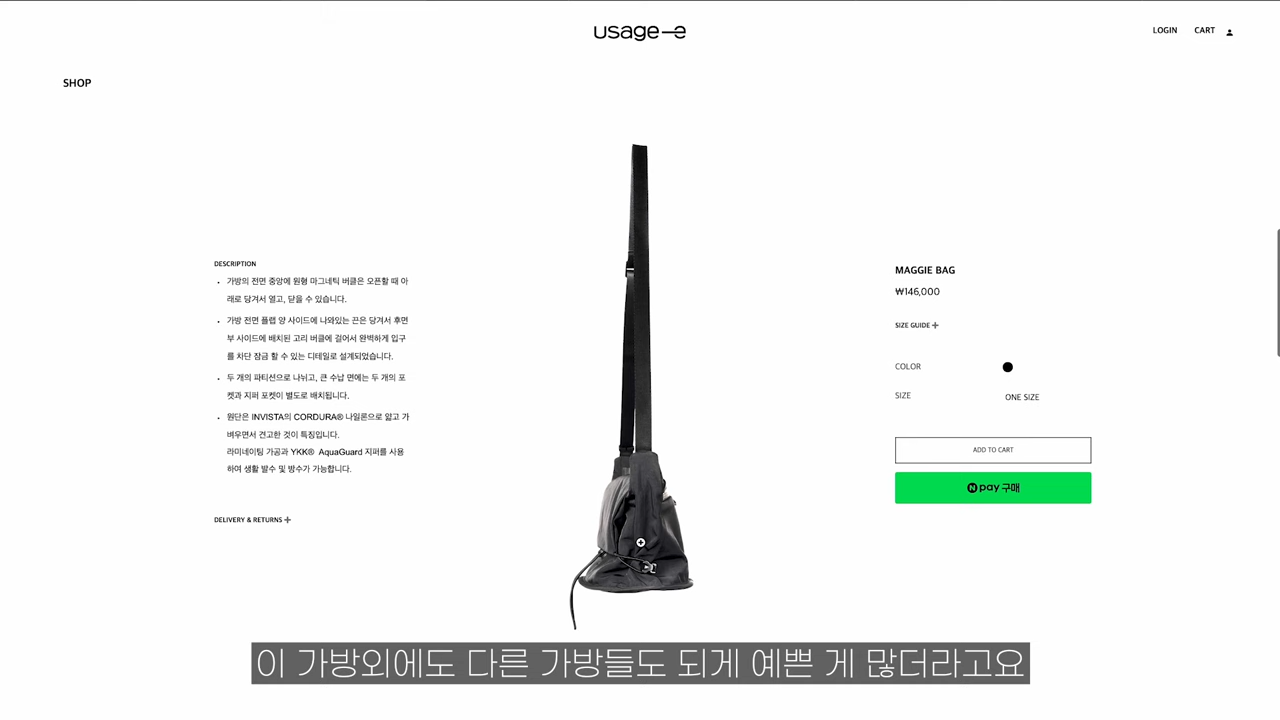 usage-e
LOGIN CART
SHOP
DESCRIPTION
가방의 전면 중앙에 원형 마그네틱 버클은 오픈할 때 아
래로 당겨서 열고, 닫을 수 있습니다.
가방 전면 플랩 양 사이드에 나와있는 끈은 당겨서 후면
부 사이드에 배치된 고리 버클에 걸어서 완벽하게 입구
를 차단 잠금 할 수 있는 디테일로 설계되었습니다.
두 개의 파티션으로 나뉘고, 큰 수납 면에는 두 개의 포
켓과 지퍼 포켓이 별도로 배치됩니다.
원단은 INVISTA의 CORDURA® 나일론으로 얇고 가
벼우면서 견고한 것이 특징입니다.
라미네이팅 가공과 YKK® AquaGuard 지퍼를 사용
하여 생활 발수 및 방수가 가능합니다.
DELIVERY & RETURNS +
MAGGIE BAG
₩146,000
SIZE GUIDE +
COLOR
SIZE ONE SIZE
ADD TO CART
N pay 구매
이 가방외에도 다른 가방들도 되게 예쁜 게 많더라고요